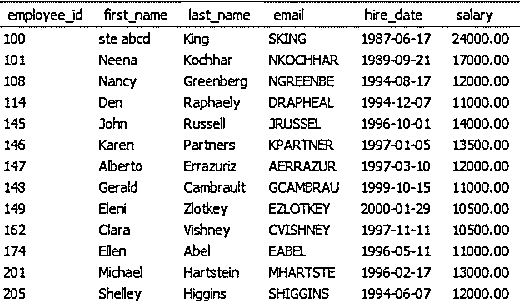 employee_id first_name last_name email hire_date salary
100 ste abcd King SKING 1987-06-17 24000.00
101 Neena Kochhar NKOCHHAR 1989-09-21 17000.00
108 Nancy Greenberg NGREENBE 1994-08-17 12000.00
114 Den Raphaely DRAPHEAL 1994-12-07 11000.00
145 John Russell JRUSSEL 1996-10-01 14000.00
146 Karen Partners KPARTNER 1997-01-05 13500.00
147 Alberto Errazuriz AERRAZUR 1997-03-10 12000.00
148 Gerald Cambrault GCAMBRAU 1999-10-15 11000.00
149 Eleni Zlotkey EZLOTKEY 2000-01-29 10500.00
162 Clara Vishney CVISHNEY 1997-11-11 10500.00
174 Ellen Abel EABEL 1996-05-11 11000.00
201 Michael Hartstein MHARTSTE 1996-02-17 13000.00
205 Shelley Higgins SHIGGINS 1994-06-07 12000.00